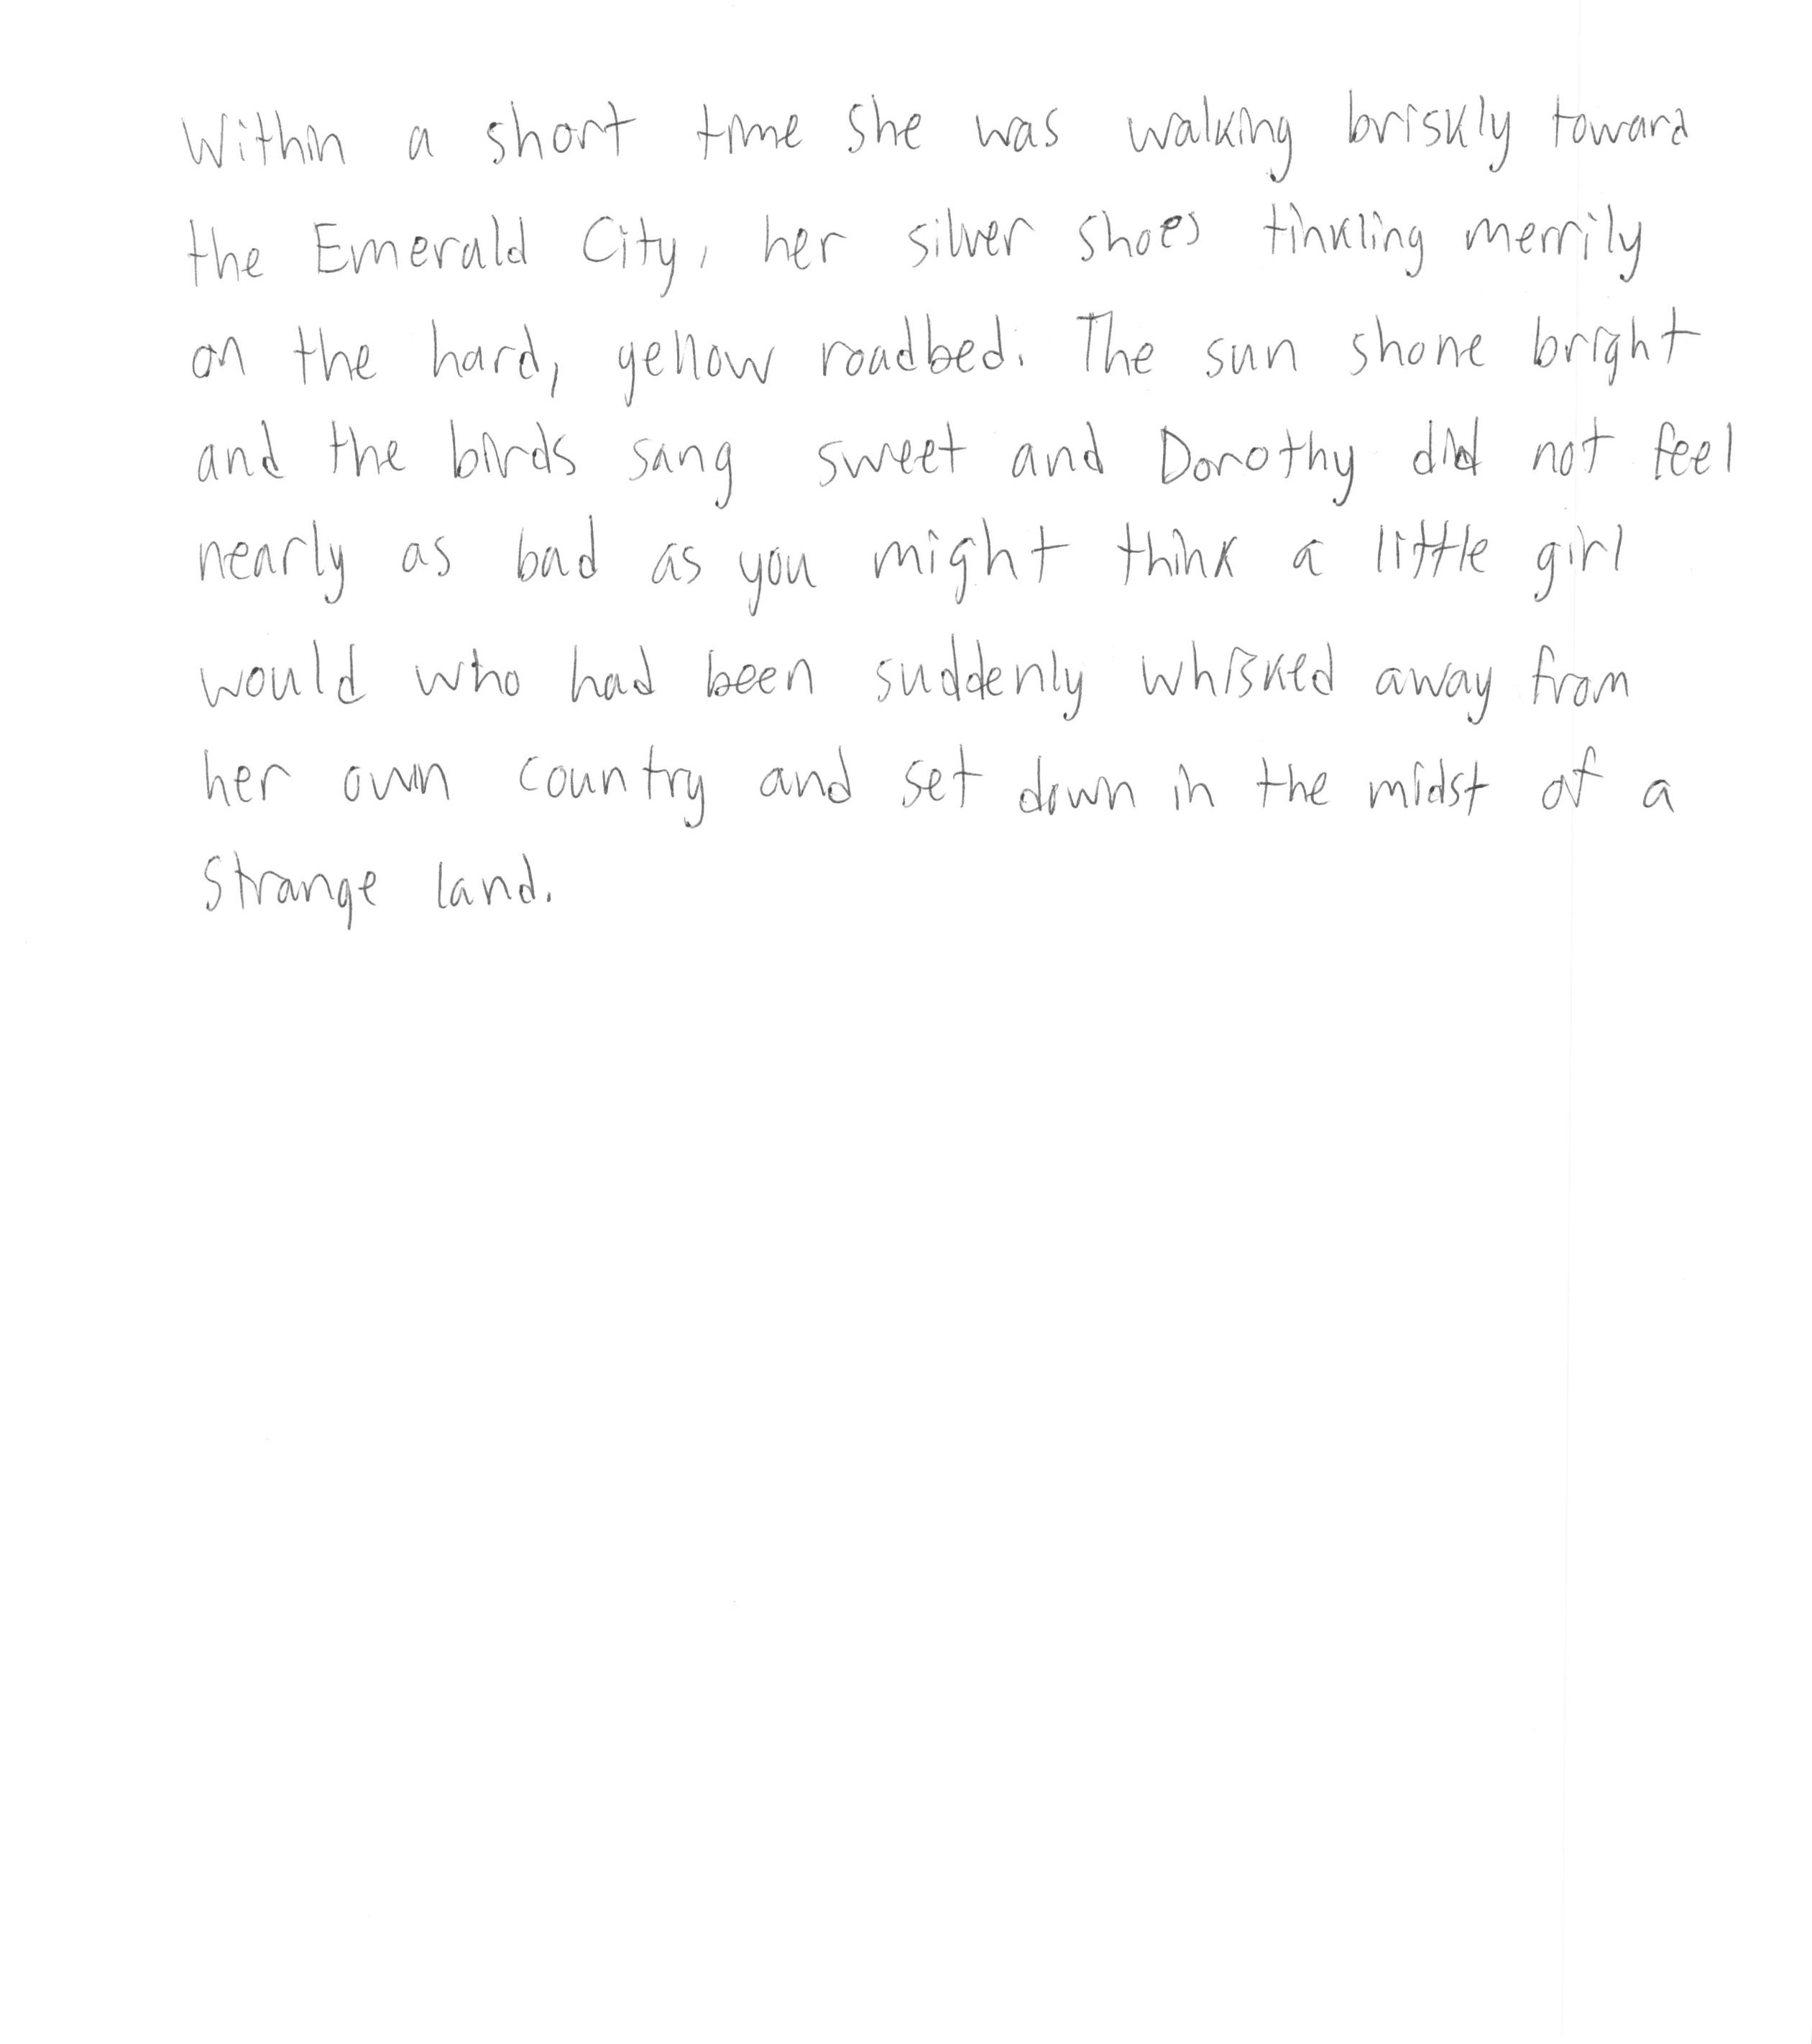 Within a short time she was walking briskly toward
the Emerald City, her silver shoes tinkling merrily
on the hard, yellow roadbed. The sun shone bright
and the birds sang sweet and Dorothy did not feel
nearly as bad as you might think a little girl
would who had been suddenly whisked away from
her own country and set down in the midst of a
strange land.